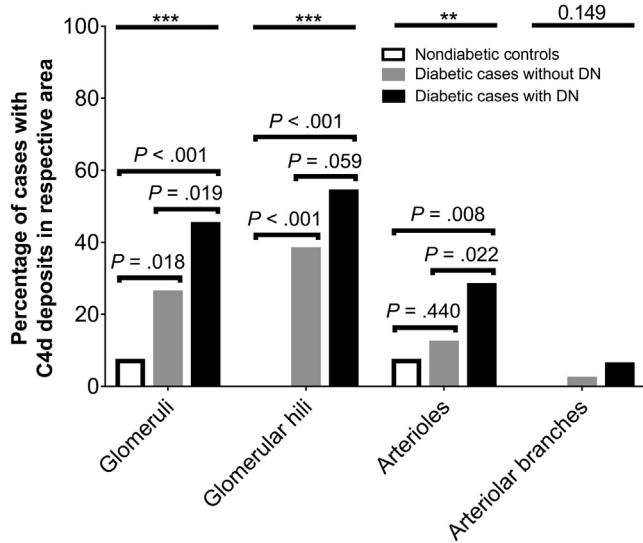 *** *** ** 0.149
100
80
60
40
20
0
Percentage of cases with
C4d deposits in respective area
Nondiabetic controls
Diabetic cases without DN
Diabetic cases with DN
P < .001
P = .019
P = .018
P < .001
P = .059
P < .001
P = .008
P = .022
P = .440
Glomeruli
Glomerular hili
Arterioles
Arteriolar branches